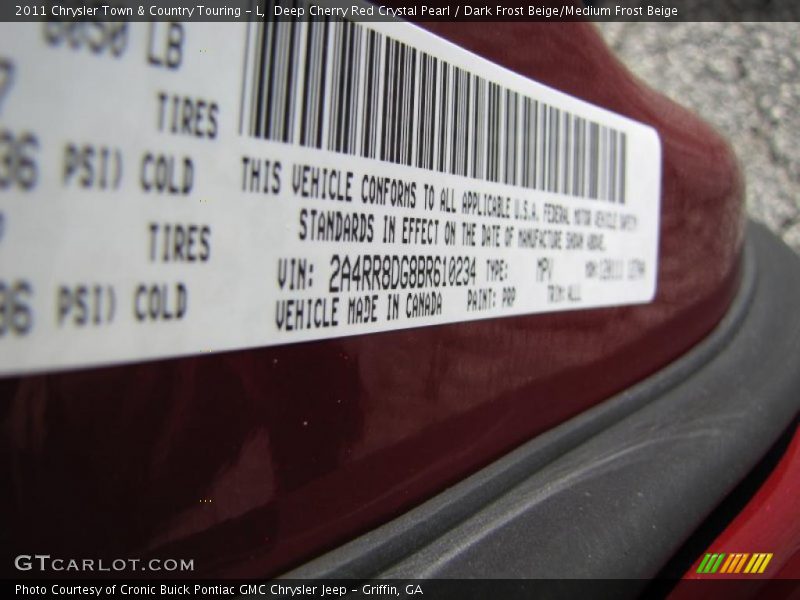 2011 Chrysler Town & Country Touring - L, Deep Cherry Red Crystal Pearl / Dark Frost Beige/Medium Frost Beige
LB
TIRES
PSI) COLD
TIRES
PSI) COLD
THIS VEHICLE CONFORMS TO ALL APPLICABLE U.S.A. FEDERAL MOTOR VEHICLE SAFETY
STANDARDS IN EFFECT ON THE DATE OF MANUFACTURE SHOWN ABOVE.
VIN: 2A4RR8DG8BR610234 TYPE: MPV
VEHICLE MADE IN CANADA PAINT: PRP TRIM: ALL
GTCARLOT.COM
Photo Courtesy of Cronic Buick Pontiac GMC Chrysler Jeep - Griffin, GA